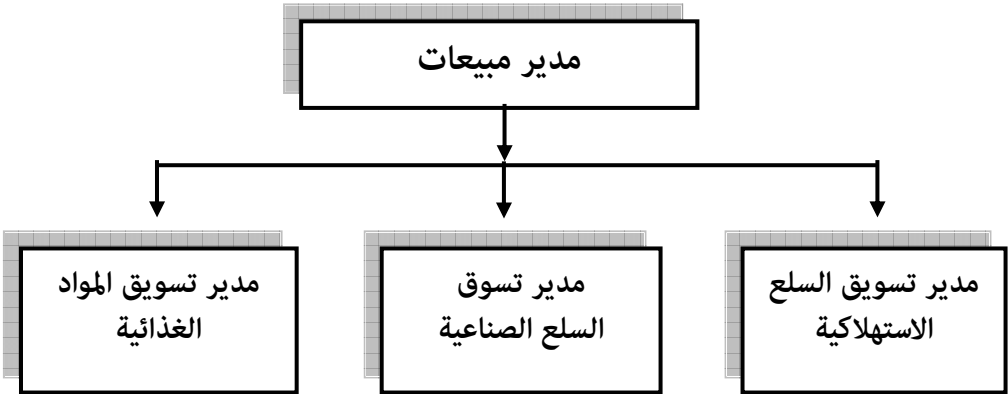 مدير مبيعات
مدير تسويق السلع
الاستهلاكية
مدير تسوق
السلع الصناعية
مدير تسويق المواد
الغذائية